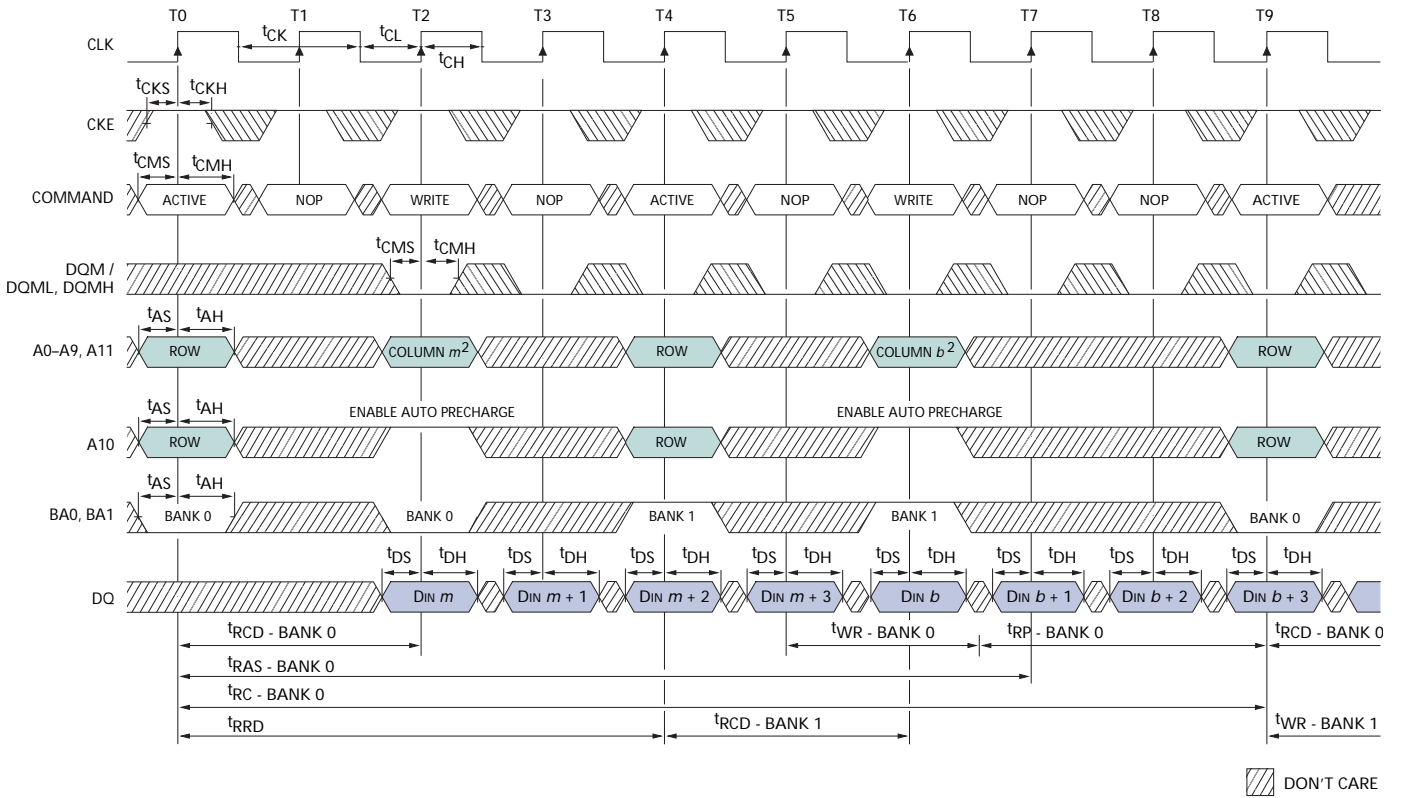 T0 T1 T2 T3 T4 T5 T6 T7 T8 T9
CLK
tCK tCL
tCH
tCKS tCKH
CKE
tCMS tCMH
COMMAND ACTIVE NOP WRITE NOP ACTIVE NOP WRITE NOP NOP ACTIVE
tCMS tCMH
DQM /
DQML, DQMH
tAS tAH
A0–A9, A11 ROW COLUMN m2 ROW COLUMN b2 ROW
tAS tAH ENABLE AUTO PRECHARGE ENABLE AUTO PRECHARGE
A10 ROW ROW ROW
tAS tAH
BA0, BA1 BANK 0 BANK 0 BANK 1 BANK 1 BANK 0
tDS tDH tDS tDH tDS tDH tDS tDH tDS tDH tDS tDH tDS tDH tDS tDH
DQ DIN m DIN m + 1 DIN m + 2 DIN m + 3 DIN b DIN b + 1 DIN b + 2 DIN b + 3
tRCD - BANK 0 tWR - BANK 0 tRP - BANK 0 tRCD - BANK 0
tRAS - BANK 0
tRC - BANK 0
tRRD tRCD - BANK 1 tWR - BANK 1
DON'T CARE